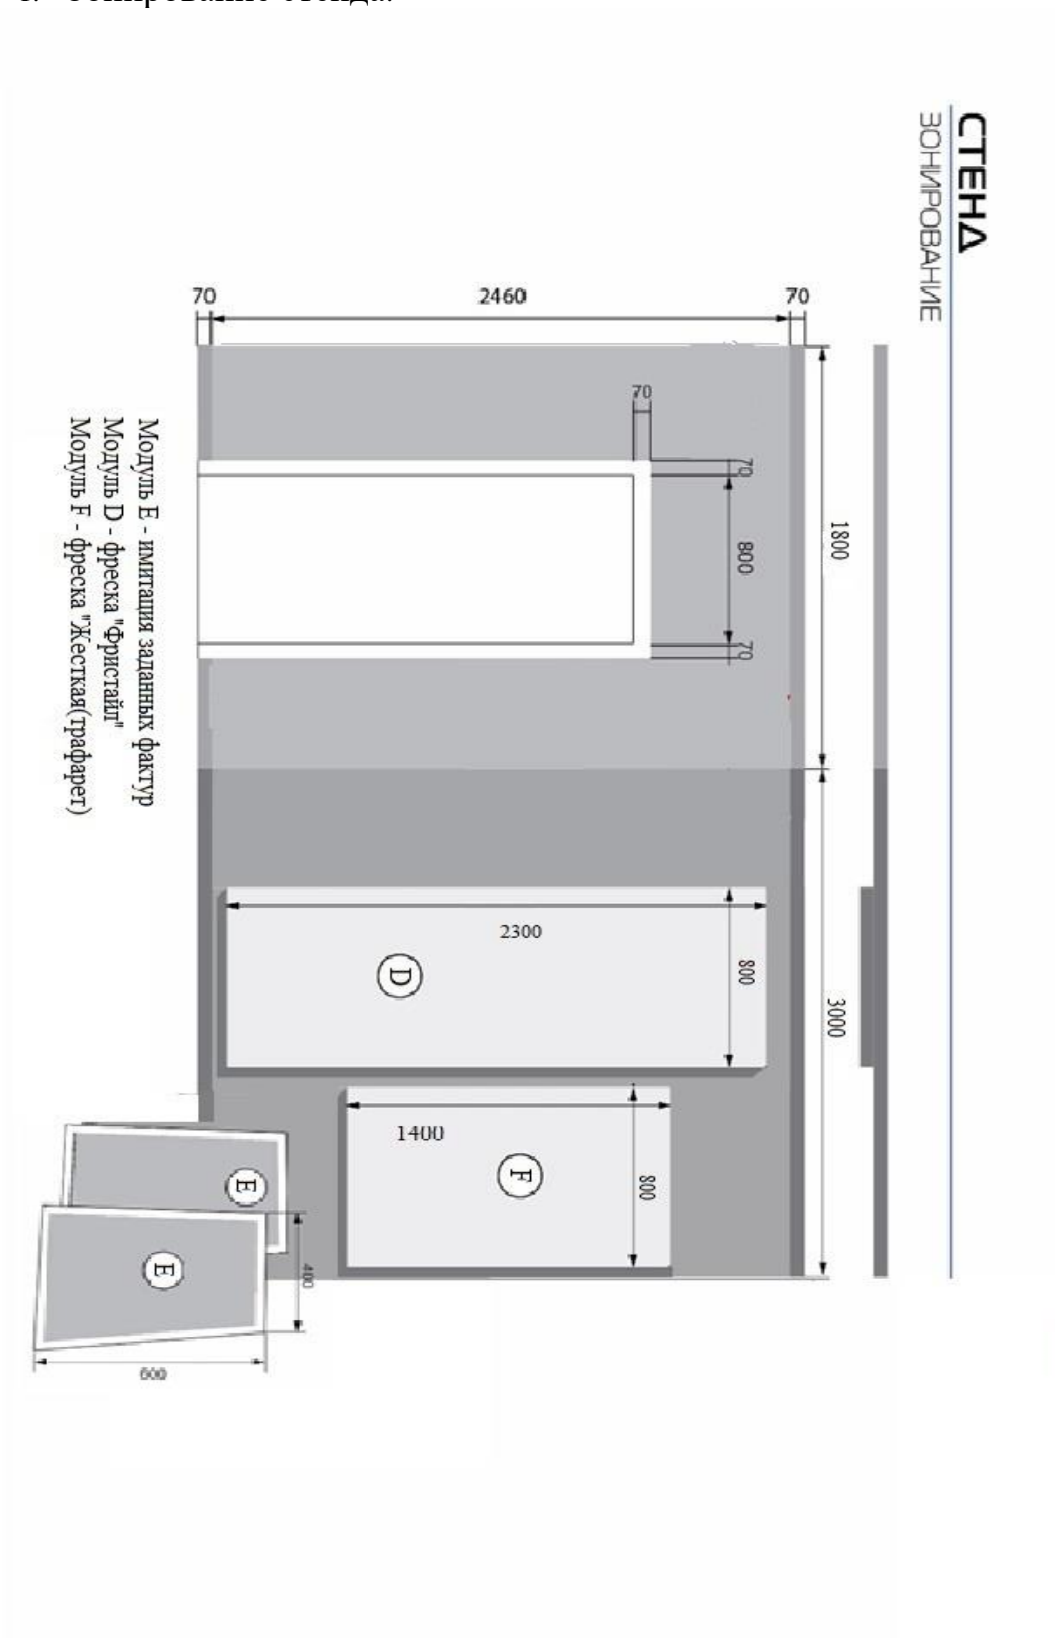 СТЕНД
ЗОНИРОВАНИЕ
70
2460
70
70
70
800
70
1800
3000
2300
800
D
1400
800
F
E
E
400
600
Модуль E - имитация заданных фактур
Модуль D - фреска "Фристайл"
Модуль F - фреска "Жесткая(трафарет)